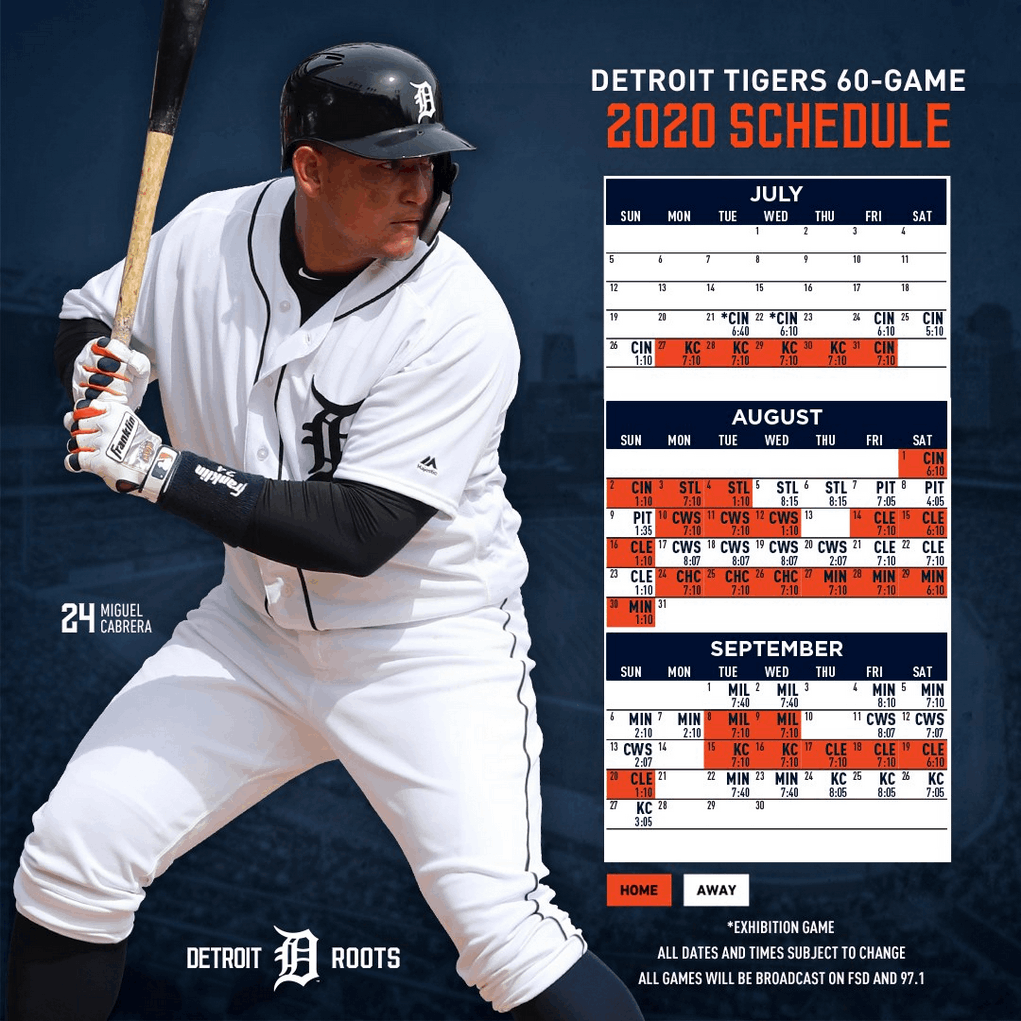 DETROIT TIGERS 60-GAME
2020 SCHEDULE
JULY
SUN MON TUE WED THU FRI SAT
1 2 3 4
5 6 7 8 9 10 11
12 13 14 15 16 17 18
19 20 21 *CIN 22 *CIN 23 24 CIN 25 CIN
6:40 6:10 6:10 5:10
26 CIN 27 KC 28 KC 29 KC 30 KC 31 CIN
1:10 7:10 7:10 7:10 7:10 7:10
AUGUST
SUN MON TUE WED THU FRI SAT
1 CIN
6:10
2 CIN 3 STL 4 STL 5 STL 6 STL 7 PIT 8 PIT
1:10 7:10 1:10 8:15 8:15 7:05 4:05
9 PIT 10 CWS 11 CWS 12 CWS 13 14 CLE 15 CLE
1:35 7:10 7:10 1:10 7:10 6:10
16 CLE 17 CWS 18 CWS 19 CWS 20 CWS 21 CLE 22 CLE
1:10 8:07 8:07 8:07 2:07 7:10 7:10
23 CLE 24 CHC 25 CHC 26 CHC 27 MIN 28 MIN 29 MIN
1:10 7:10 7:10 7:10 7:10 7:10 6:10
30 MIN 31
1:10
SEPTEMBER
SUN MON TUE WED THU FRI SAT
1 MIL 2 MIL 3 4 MIN 5 MIN
7:40 7:40 8:10 7:10
6 MIN 7 MIN 8 MIL 9 MIL 10 11 CWS 12 CWS
2:10 2:10 7:10 7:10 8:07 7:07
13 CWS 14 15 KC 16 KC 17 CLE 18 CLE 19 CLE
2:07 7:10 7:10 7:10 7:10 6:10
20 CLE 21 22 MIN 23 MIN 24 KC 25 KC 26 KC
1:10 7:40 7:40 8:05 8:05 7:05
27 KC 28 29 30
3:05
HOME AWAY
*EXHIBITION GAME
ALL DATES AND TIMES SUBJECT TO CHANGE
ALL GAMES WILL BE BROADCAST ON FSD AND 97.1
D
Franklin
Franklin
24
D
Majestic
24 MIGUEL
CABRERA
DETROIT D ROOTS